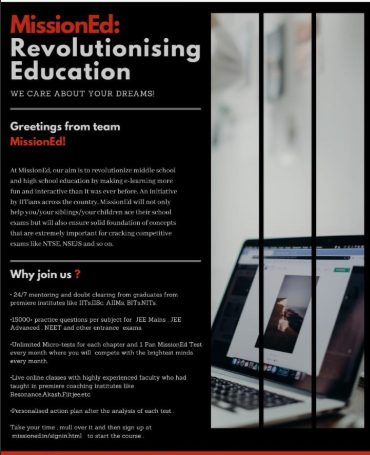 MissionEd:
Revolutionising
Education
WE CARE ABOUT YOUR DREAMS!
Greetings from team
MissionEd!
At MissionEd, our aim is to revolutionize middle school
and high school education by making e-learning more
fun and interactive than it was ever before. An initiative
by IITians across the country, MissionEd will not only
help you/your siblings/your children ace their school
exams but will also ensure solid foundation of concepts
that are extremely important for cracking competitive
exams like NTSE, NSEJS and so on.
Why join us ?
• 24/7 mentoring and doubt clearing from graduates from
premiere institutes like IITs,IISc, AIIMs, BITs,NITs.
•15000+ practice questions per subject for JEE Mains , JEE
Advanced , NEET and other entrance exams.
•Unlimited Micro-tests for each chapter and 1 Pan MissionEd Test
every month where you will compete with the brightest minds
every month.
•Live online classes with highly experienced faculty who had
taught in premiere coaching institutes like
Resonance,Akash,Fiitjee,etc
•Personalised action plan after the analysis of each test .
Take your time , mull over it and then sign up at
missioned.in/signin.html to start the course .